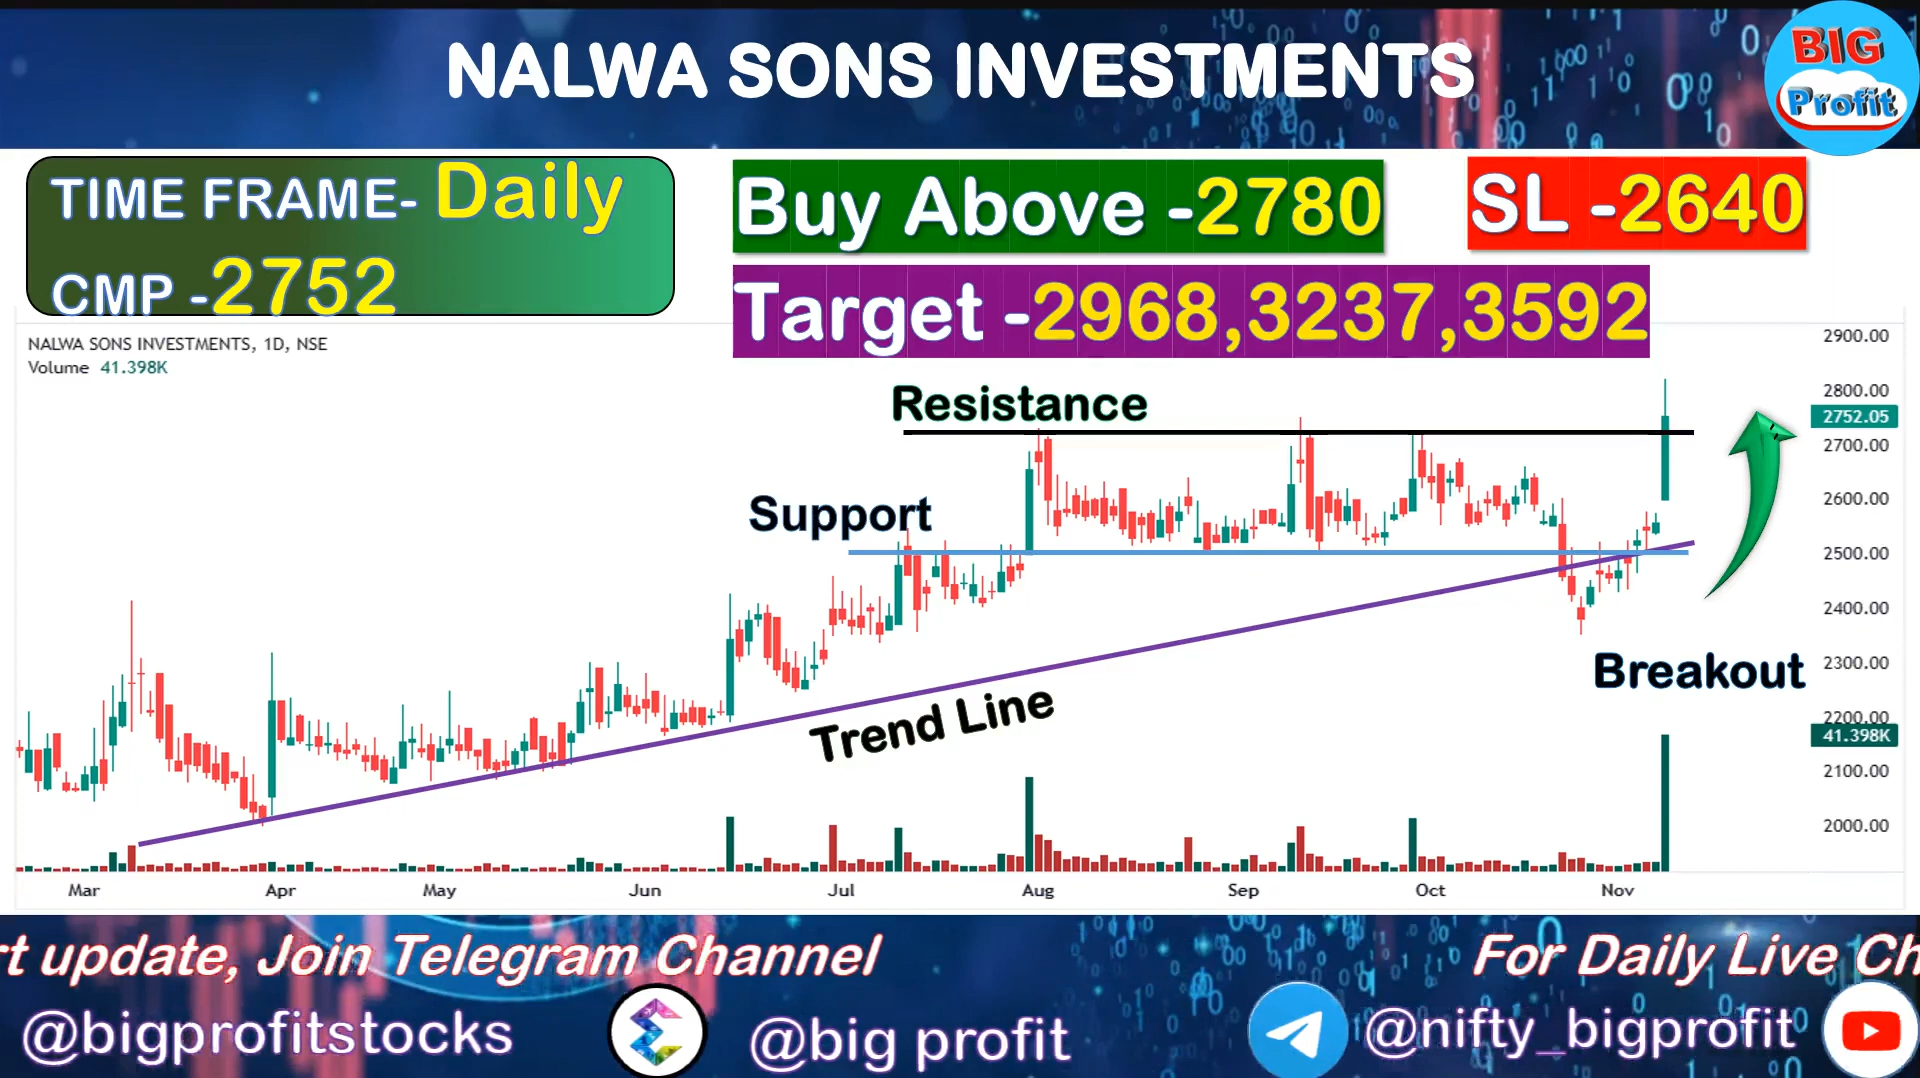 NALWA SONS INVESTMENTS
BIG
Profit
TIME FRAME- Daily
CMP -2752
Buy Above -2780
SL -2640
Target -2968,3237,3592
NALWA SONS INVESTMENTS, 1D, NSE
Volume 41.398K
2900.00
2800.00
2752.05
2700.00
2600.00
2500.00
2400.00
2300.00
2200.00
41.398K
2100.00
2000.00
Resistance
Support
Trend Line
Breakout
Mar Apr May Jun Jul Aug Sep Oct Nov
rt update, Join Telegram Channel
For Daily Live Ch
@bigprofitstocks
@big profit
@nifty_bigprofit